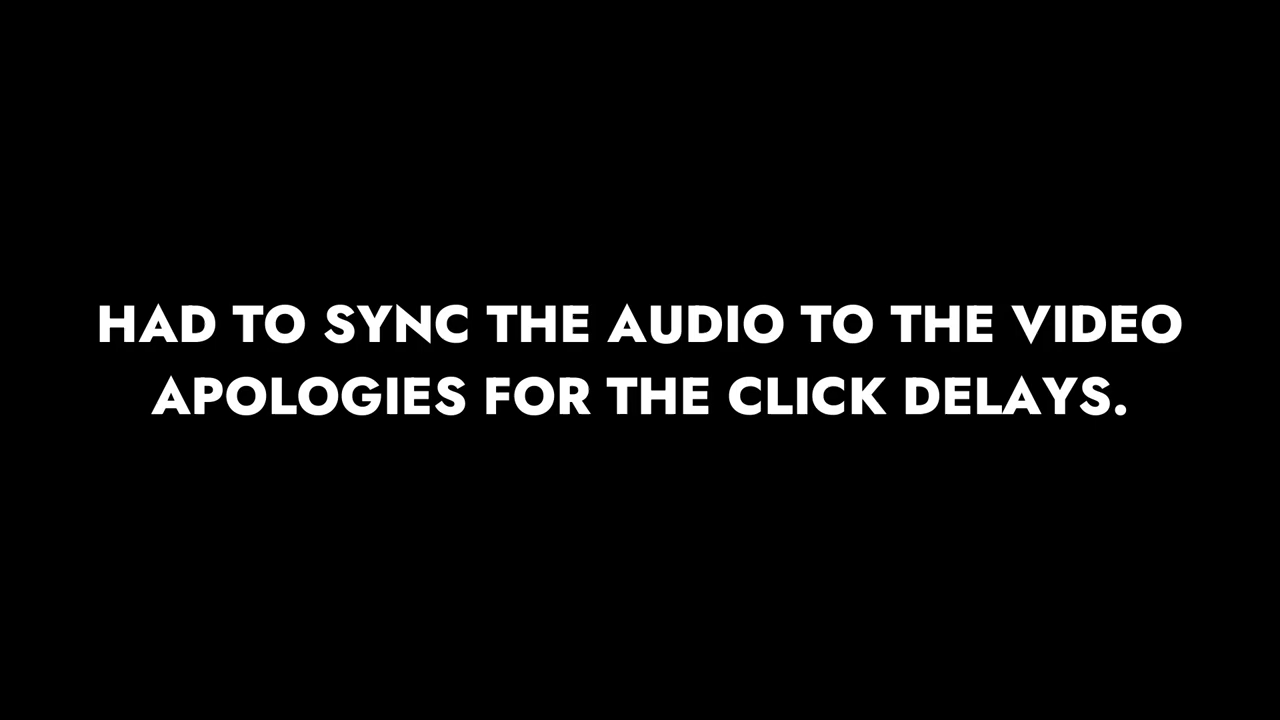 HAD TO SYNC THE AUDIO TO THE VIDEO
APOLOGIES FOR THE CLICK DELAYS.